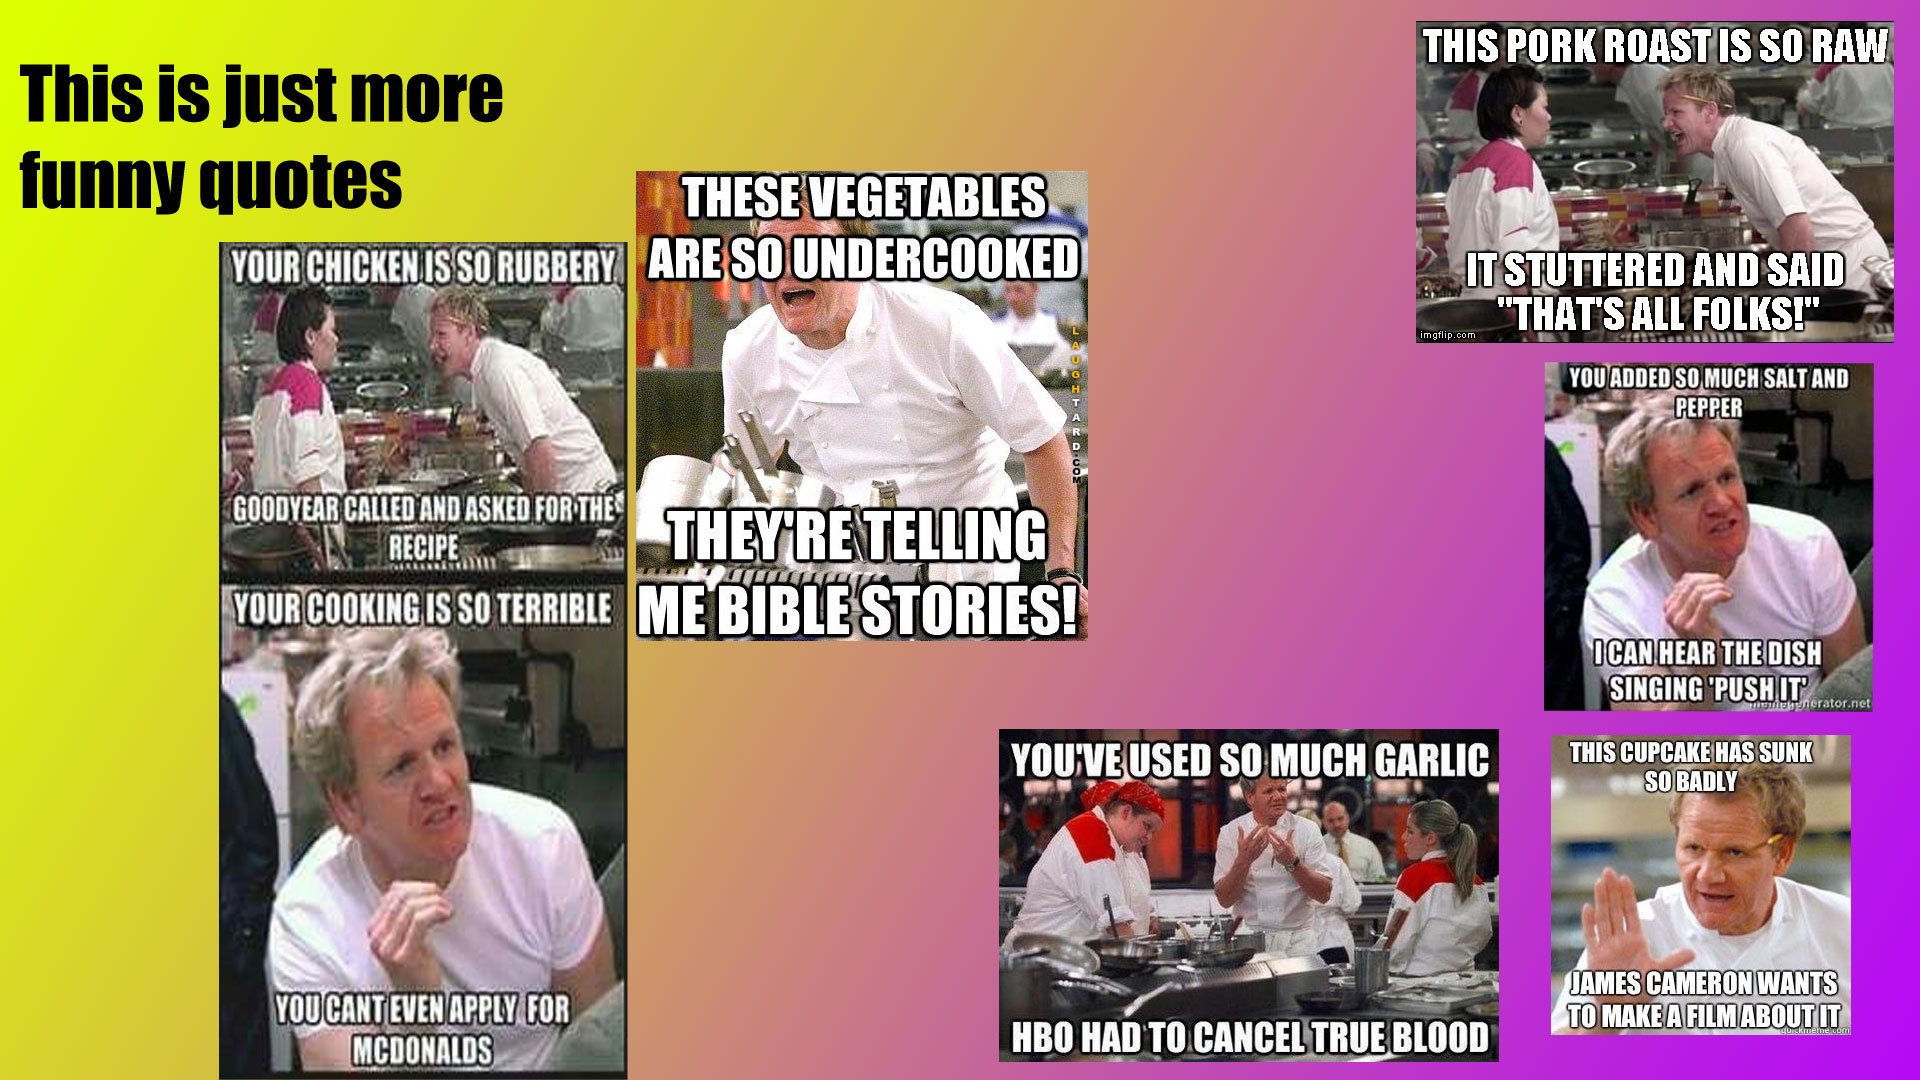 This is just more
funny quotes
YOUR CHICKEN IS SO RUBBERY
GOODYEAR CALLED AND ASKED FOR THE
RECIPE
YOUR COOKING IS SO TERRIBLE
YOU CANT EVEN APPLY FOR
MCDONALDS
THESE VEGETABLES
ARE SO UNDERCOOKED
THEY'RE TELLING
ME BIBLE STORIES!
LAUGHTARD.COM
THIS PORK ROAST IS SO RAW
IT STUTTERED AND SAID
"THAT'S ALL FOLKS!"
imgflip.com
YOU ADDED SO MUCH SALT AND
PEPPER
I CAN HEAR THE DISH
SINGING 'PUSH IT'
memegenerator.net
YOU'VE USED SO MUCH GARLIC
HBO HAD TO CANCEL TRUE BLOOD
THIS CUPCAKE HAS SUNK
SO BADLY
JAMES CAMERON WANTS
TO MAKE A FILM ABOUT IT
quickmeme.com